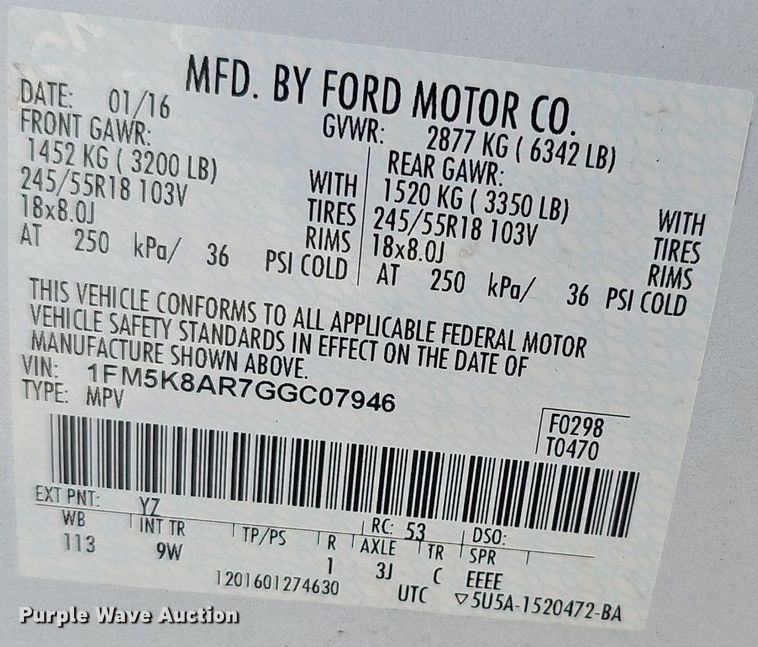 MFD. BY FORD MOTOR CO.
DATE: 01/16 GVWR: 2877 KG ( 6342 LB)
FRONT GAWR: REAR GAWR:
1452 KG ( 3200 LB) WITH 1520 KG ( 3350 LB) WITH
245/55R18 103V TIRES 245/55R18 103V TIRES
18x8.0J RIMS 18x8.0J RIMS
AT 250 kPa/ 36 PSI COLD AT 250 kPa/ 36 PSI COLD
THIS VEHICLE CONFORMS TO ALL APPLICABLE FEDERAL MOTOR
VEHICLE SAFETY STANDARDS IN EFFECT ON THE DATE OF
MANUFACTURE SHOWN ABOVE.
VIN: 1FM5K8AR7GGC07946
TYPE: MPV
F0298
T0470
EXT PNT: YZ RC: 53 DSO:
WB INT TR TP/PS R AXLE TR SPR
113 9W 1 3J C EEEE
1201601274630 UTC ▽5U5A-1520472-BA
Purple Wave Auction